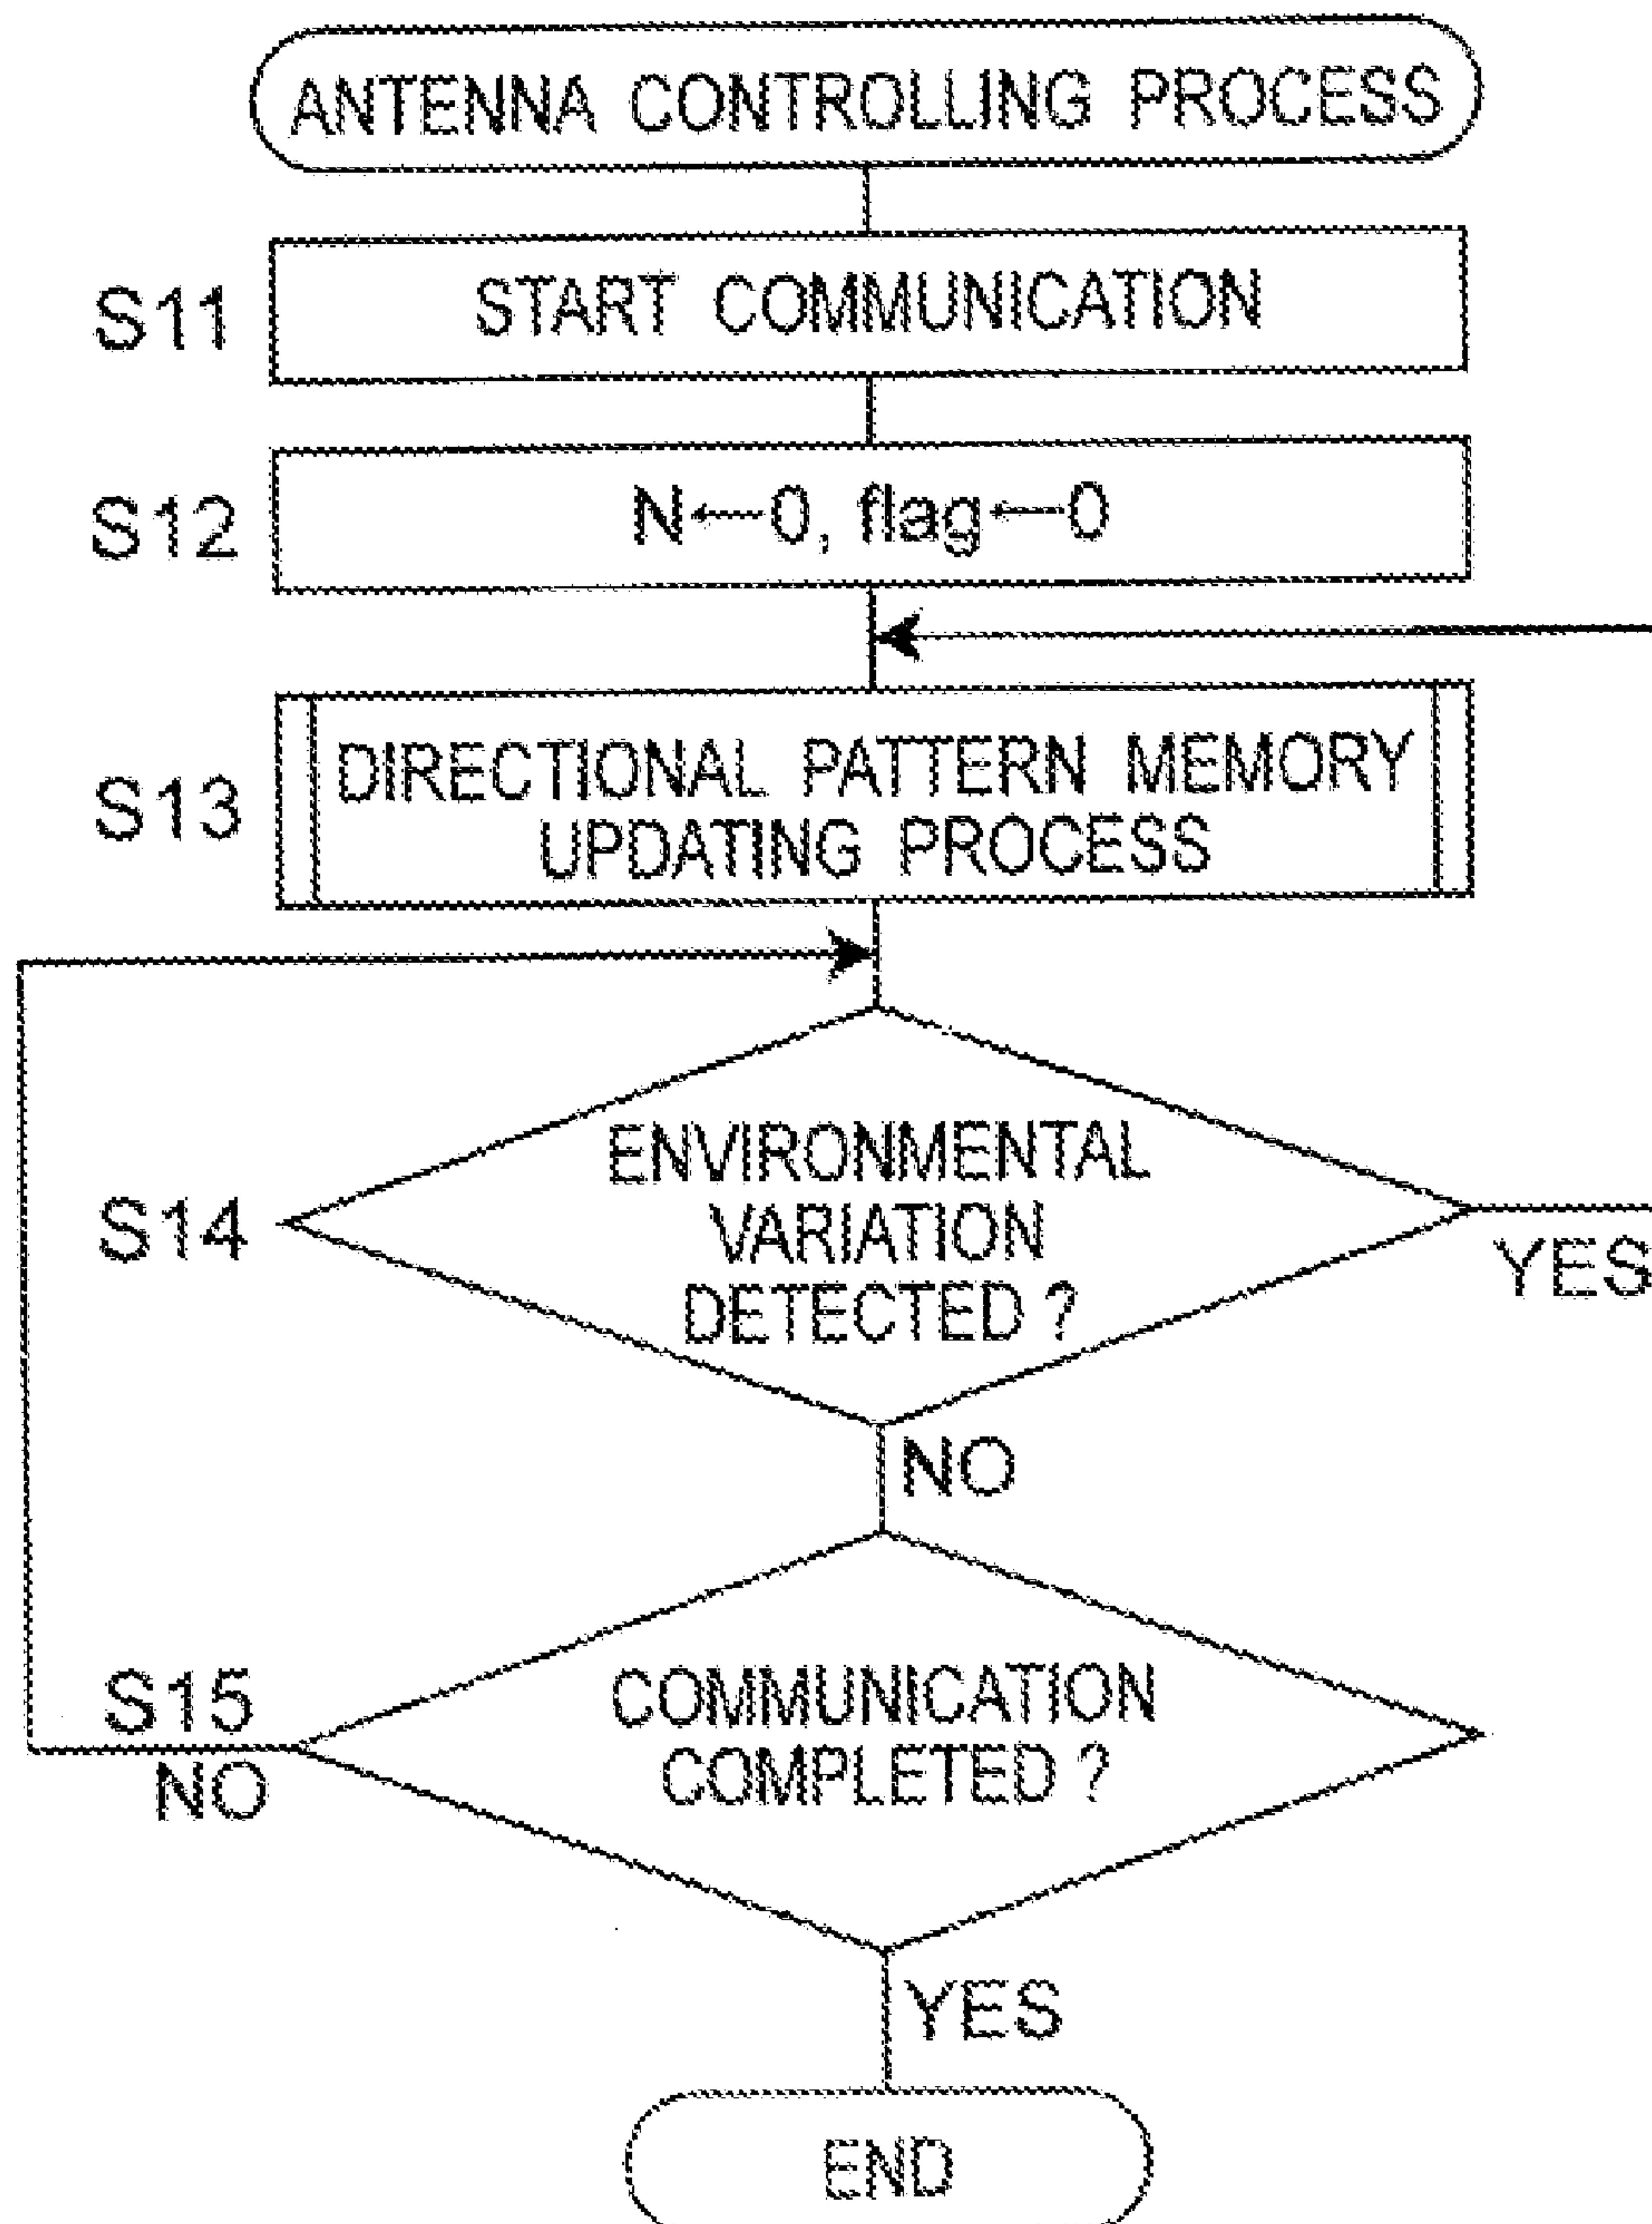 ANTENNA CONTROLLING PROCESS
S11
START COMMUNICATION
S12
N←0, flag←0
S13
DIRECTIONAL PATTERN MEMORY
UPDATING PROCESS
S14
ENVIRONMENTAL
VARIATION
DETECTED ?
YES
NO
S15
COMMUNICATION
COMPLETED ?
NO
YES
END